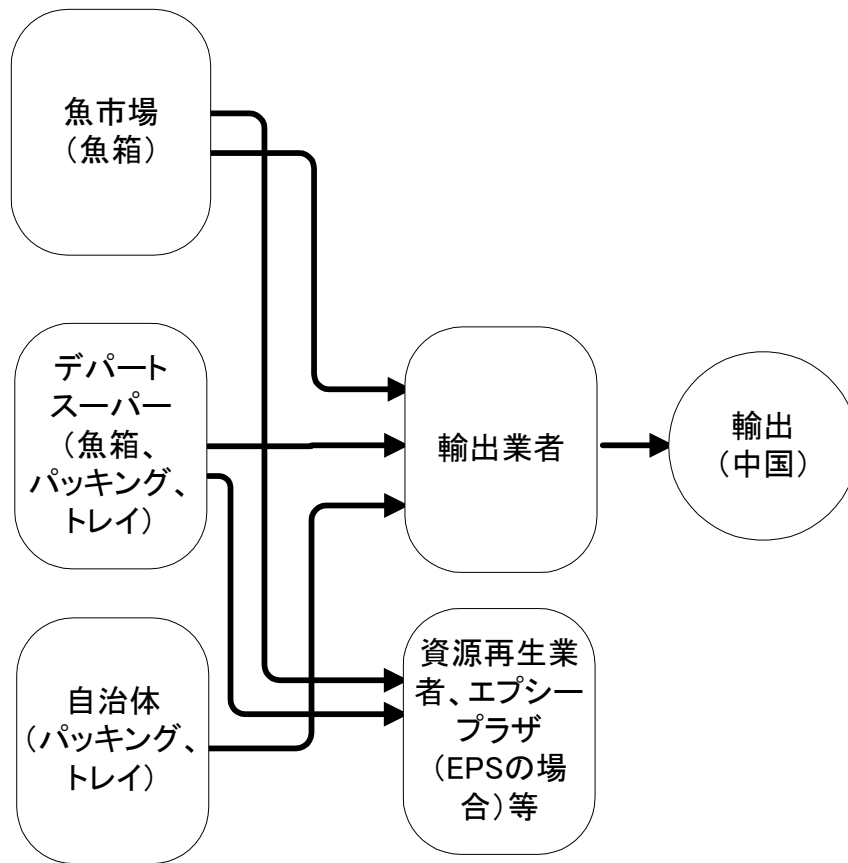 魚市場
（魚箱）
デパート
スーパー
（魚箱、
パッキング、
トレイ）
自治体
（パッキング、
トレイ）
輸出業者
資源再生業
者、エプシー
プラザ
（EPSの場
合）等
輸出
（中国）